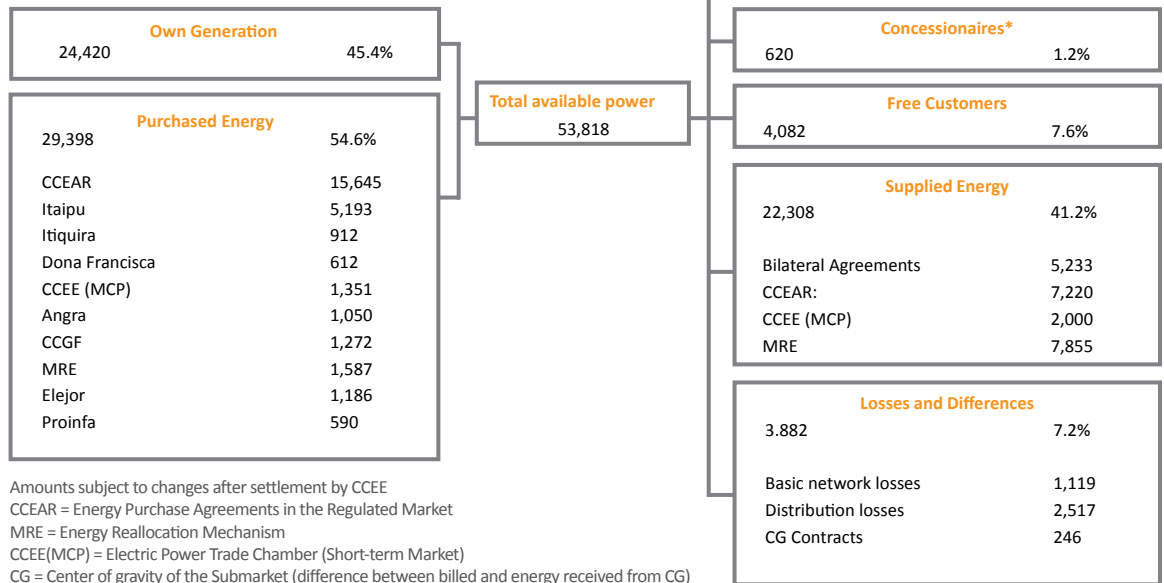 Own Generation
24,420 45.4%
Purchased Energy
29,398 54.6%
CCEAR 15,645
Itaipu 5,193
Itiquira 912
Dona Francisca 612
CCEE (MCP) 1,351
Angra 1,050
CCGF 1,272
MRE 1,587
Elejor 1,186
Proinfa 590
Total available power
53,818
Concessionaires*
620 1.2%
Free Customers
4,082 7.6%
Supplied Energy
22,308 41.2%
Bilateral Agreements 5,233
CCEAR: 7,220
CCEE (MCP) 2,000
MRE 7,855
Losses and Differences
3.882 7.2%
Basic network losses 1,119
Distribution losses 2,517
CG Contracts 246
Amounts subject to changes after settlement by CCEE
CCEAR = Energy Purchase Agreements in the Regulated Market
MRE = Energy Reallocation Mechanism
CCEE(MCP) = Electric Power Trade Chamber (Short-term Market)
CG = Center of gravity of the Submarket (difference between billed and energy received from CG)